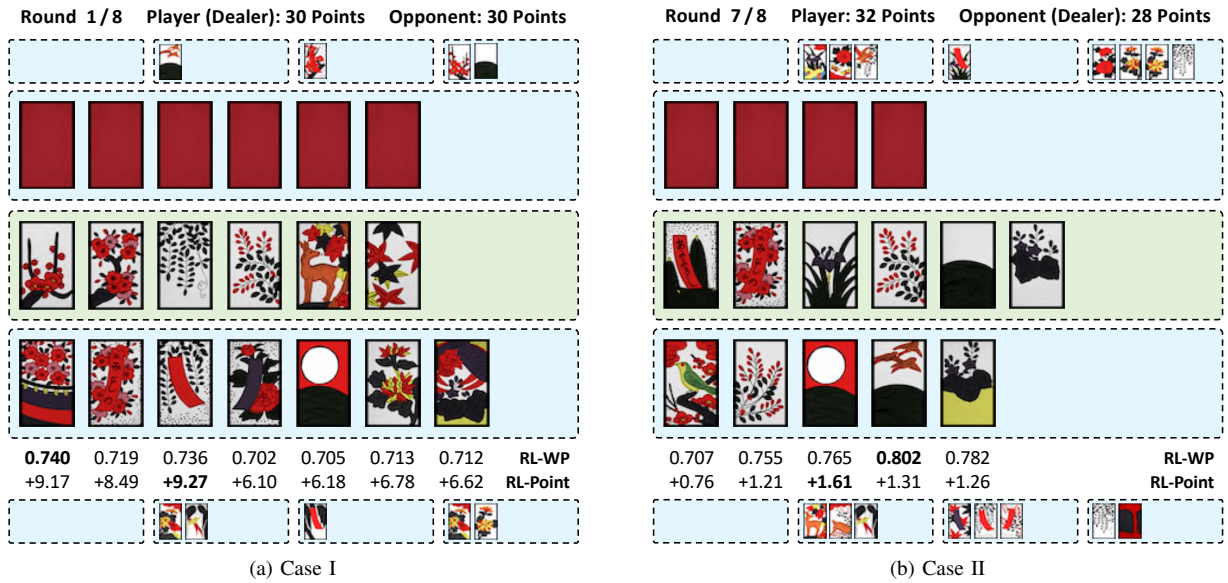 Round 1 / 8 Player (Dealer): 30 Points Opponent: 30 Points
0.740 0.719 0.736 0.702 0.705 0.713 0.712 RL-WP
+9.17 +8.49 +9.27 +6.10 +6.18 +6.78 +6.62 RL-Point
(a) Case I
Round 7 / 8 Player: 32 Points Opponent (Dealer): 28 Points
0.707 0.755 0.765 0.802 0.782 RL-WP
+0.76 +1.21 +1.61 +1.31 +1.26 RL-Point
(b) Case II